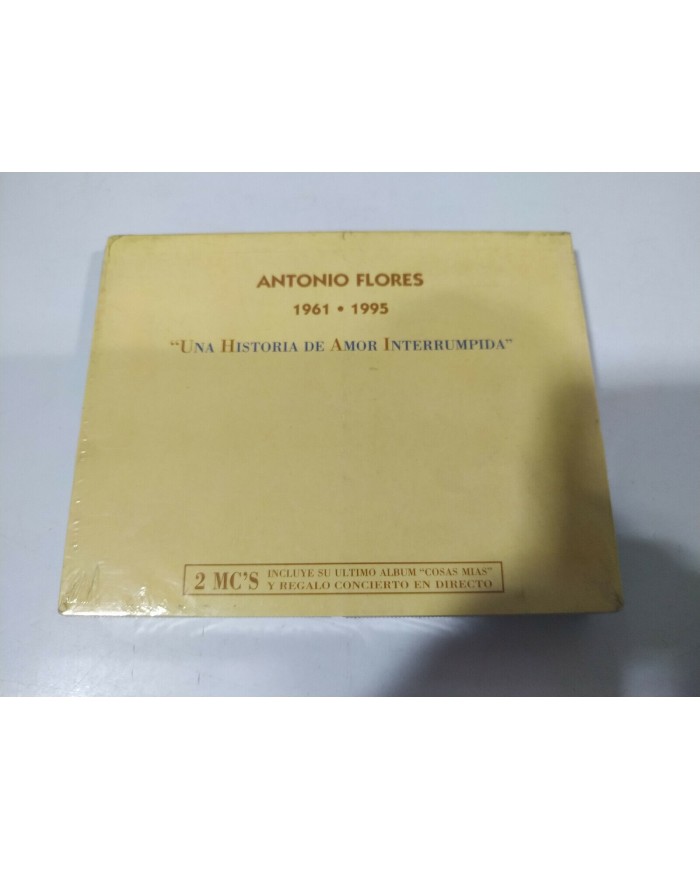 ANTONIO FLORES
1961 • 1995
"UNA HISTORIA DE AMOR INTERRUMPIDA"
2 MC'S
INCLUYE SU ULTIMO ALBUM "COSAS MIAS"
Y REGALO CONCIERTO EN DIRECTO